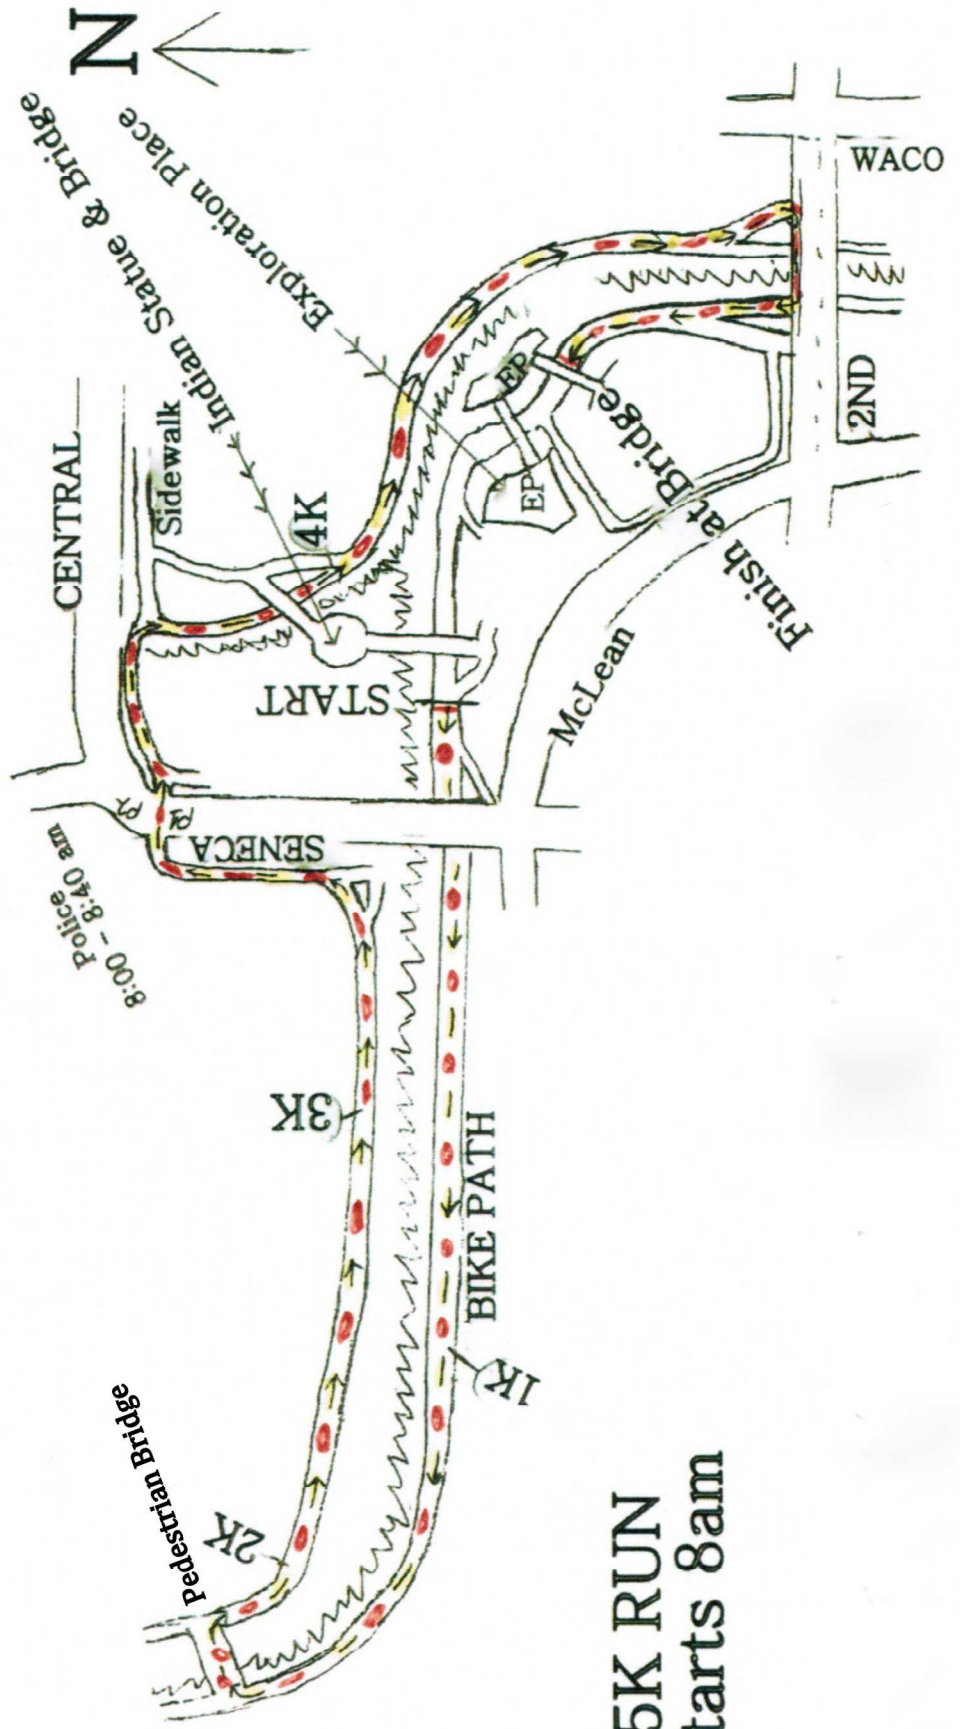 N
Indian Statue & Bridge
Exploration Place
CENTRAL
Sidewalk
4K
WACO
2ND
EP
EP
Finish at Bridge
McLean
START
SENECA
Police
8:00 - 8:40 am
3K
BIKE PATH
1K
2K
Pedestrian Bridge
5K RUN
tarts 8am